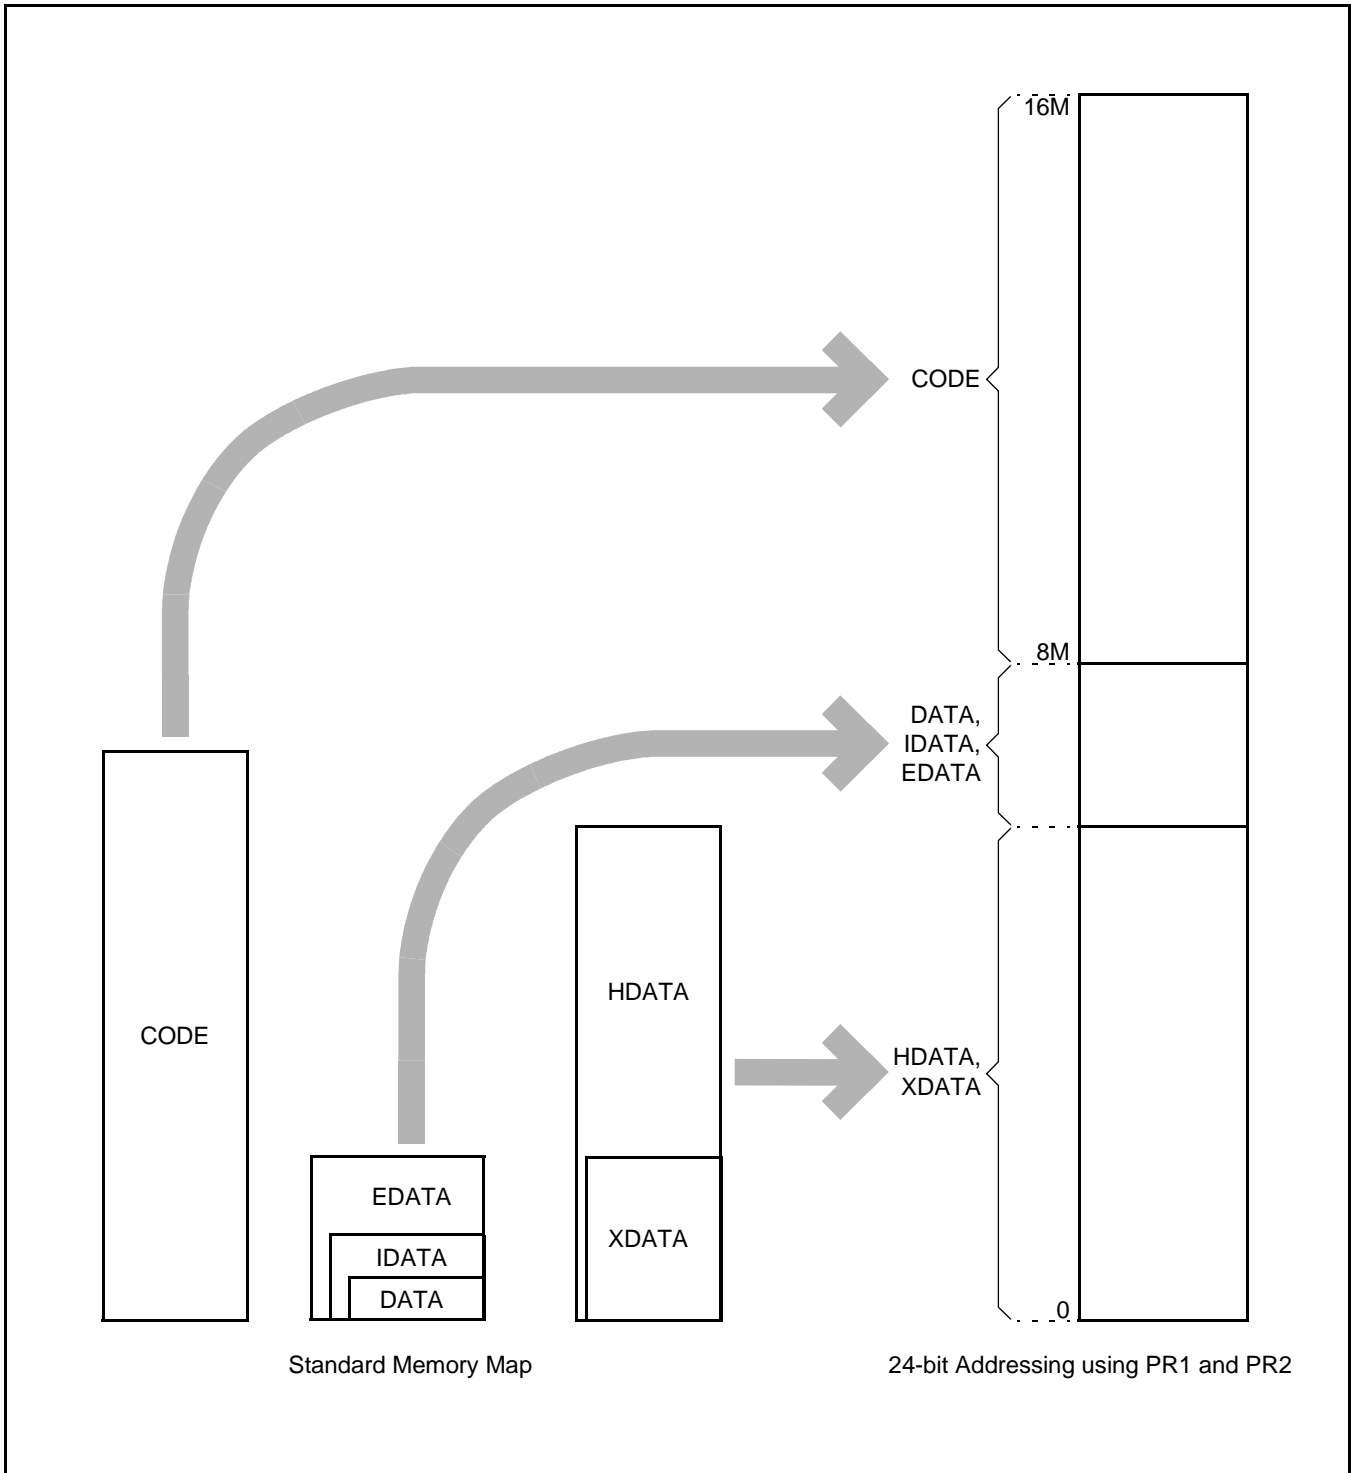 16M
CODE
8M
DATA,
IDATA,
EDATA
HDATA
CODE
HDATA,
XDATA
EDATA
XDATA
IDATA
DATA
0
Standard Memory Map
24-bit Addressing using PR1 and PR2